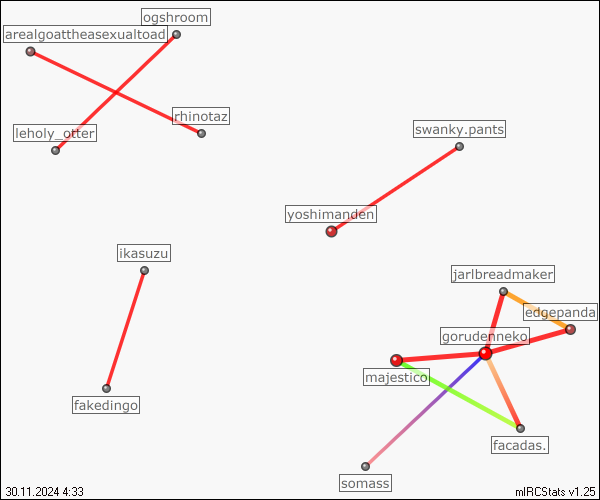 ogshroom
arealgoattheasexualtoad
rhinotaz
leholy_otter
swanky.pants
yoshimanden
ikasuzu
jarlbreadmaker
edgepanda
gorudenneko
majestico
fakedingo
facadas.
somass
30.11.2024 4:33
mIRCStats v1.25